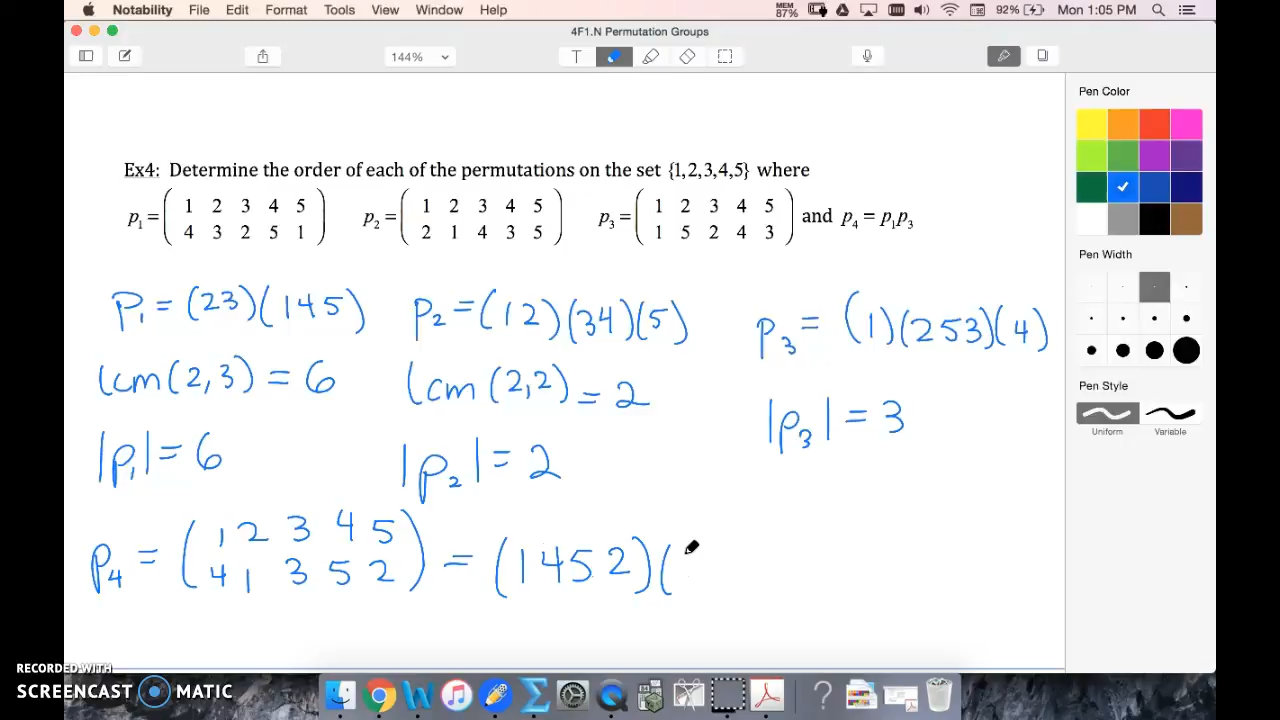 Notability File Edit Format Tools View Window Help MEM 87% 92% Mon 1:05 PM
4F1.N Permutation Groups
144% T
Pen Color
Ex4: Determine the order of each of the permutations on the set {1,2,3,4,5} where
p₁ = ( 1 2 3 4 5 ) p₂ = ( 1 2 3 4 5 ) p₃ = ( 1 2 3 4 5 ) and p₄ = p₁p₃
4 3 2 5 1 2 1 4 3 5 1 5 2 4 3
Pen Width
p₁ = (23)(145) p₂ = (12)(34)(5) p₃ = (1)(253)(4)
lcm(2,3) = 6 lcm(2,2) = 2
Pen Style
Uniform Variable
|p₃| = 3
|p₁| = 6 |p₂| = 2
p₄ = ( 1 2 3 4 5 ) = (1452)(
4 1 3 5 2
RECORDED WITH
SCREENCAST MATIC